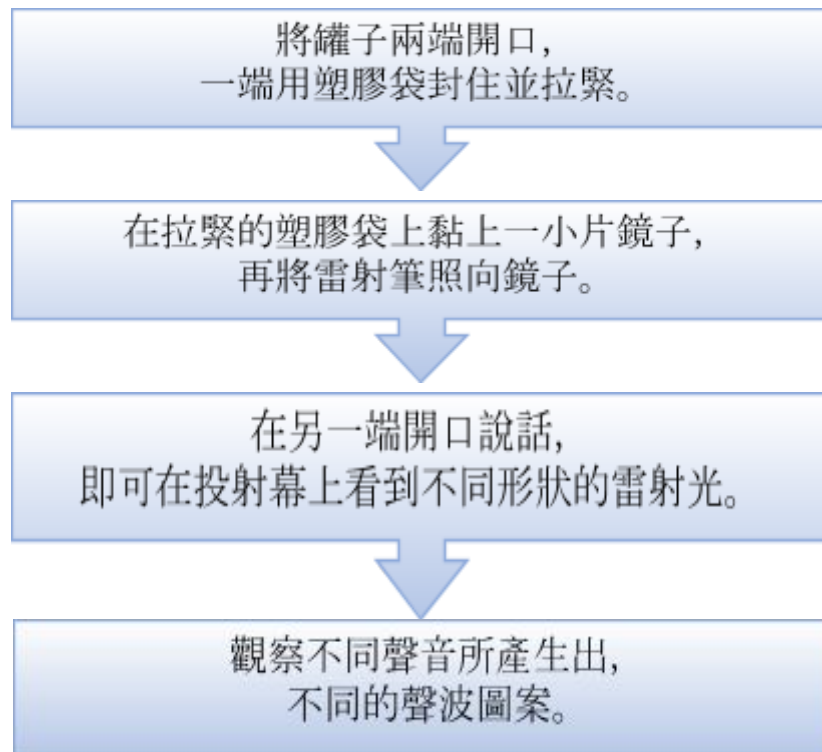 將罐子兩端開口,
一端用塑膠袋封住並拉緊。
在拉緊的塑膠袋上黏上一小片鏡子,
再將雷射筆照向鏡子。
在另一端開口說話,
即可在投射幕上看到不同形狀的雷射光。
觀察不同聲音所產生出,
不同的聲波圖案。